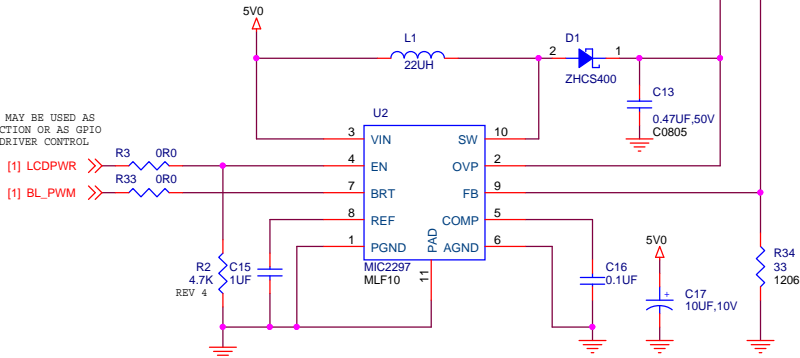 5V0
L1
22UH
D1
2
1
ZHCS400
C13
0.47UF,50V
C0805
MAY BE USED AS
CTION OR AS GPIO
DRIVER CONTROL
U2
3 VIN SW 10
4 EN OVP 2
7 BRT FB 9
8 REF COMP 5
1 PGND PAD AGND 6
11
MIC2297
MLF10
R3 0R0
[1] LCDPWR
R33 0R0
[1] BL_PWM
R2
4.7K
REV 4
C15
1UF
C16
0.1UF
5V0
+
C17
10UF,10V
R34
33
1206